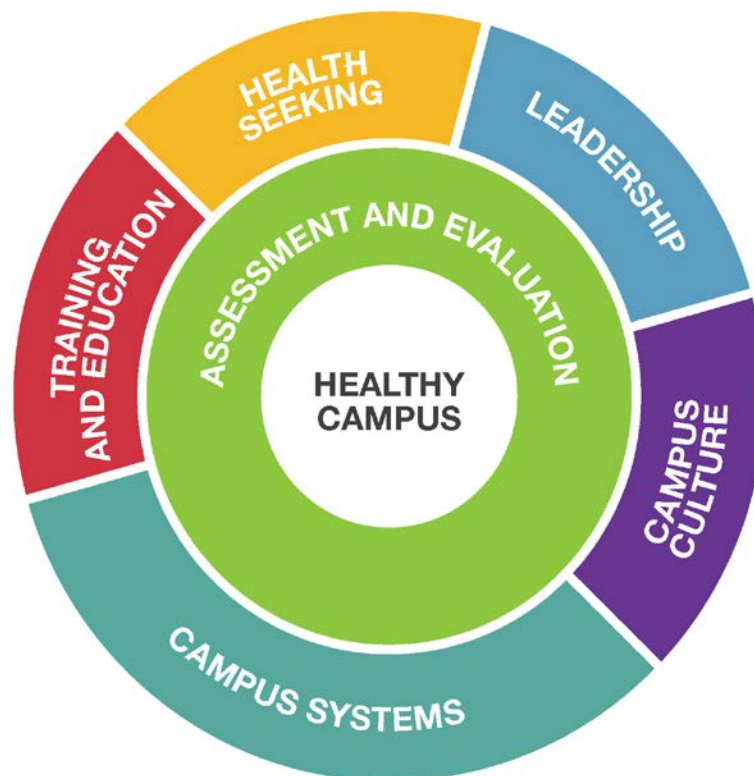 HEALTH
SEEKING
LEADERSHIP
TRAINING
AND EDUCATION
ASSESSMENT AND EVALUATION
HEALTHY
CAMPUS
CAMPUS
CULTURE
CAMPUS SYSTEMS